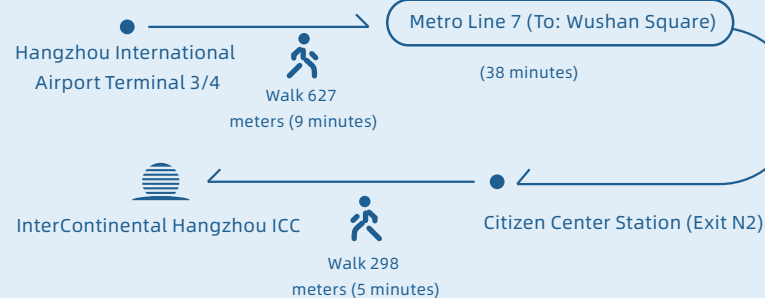 Metro Line 7 (To: Wushan Square)
Hangzhou International
Airport Terminal 3/4
(38 minutes)
Walk 627
meters (9 minutes)
InterContinental Hangzhou ICC
Citizen Center Station (Exit N2)
Walk 298
meters (5 minutes)